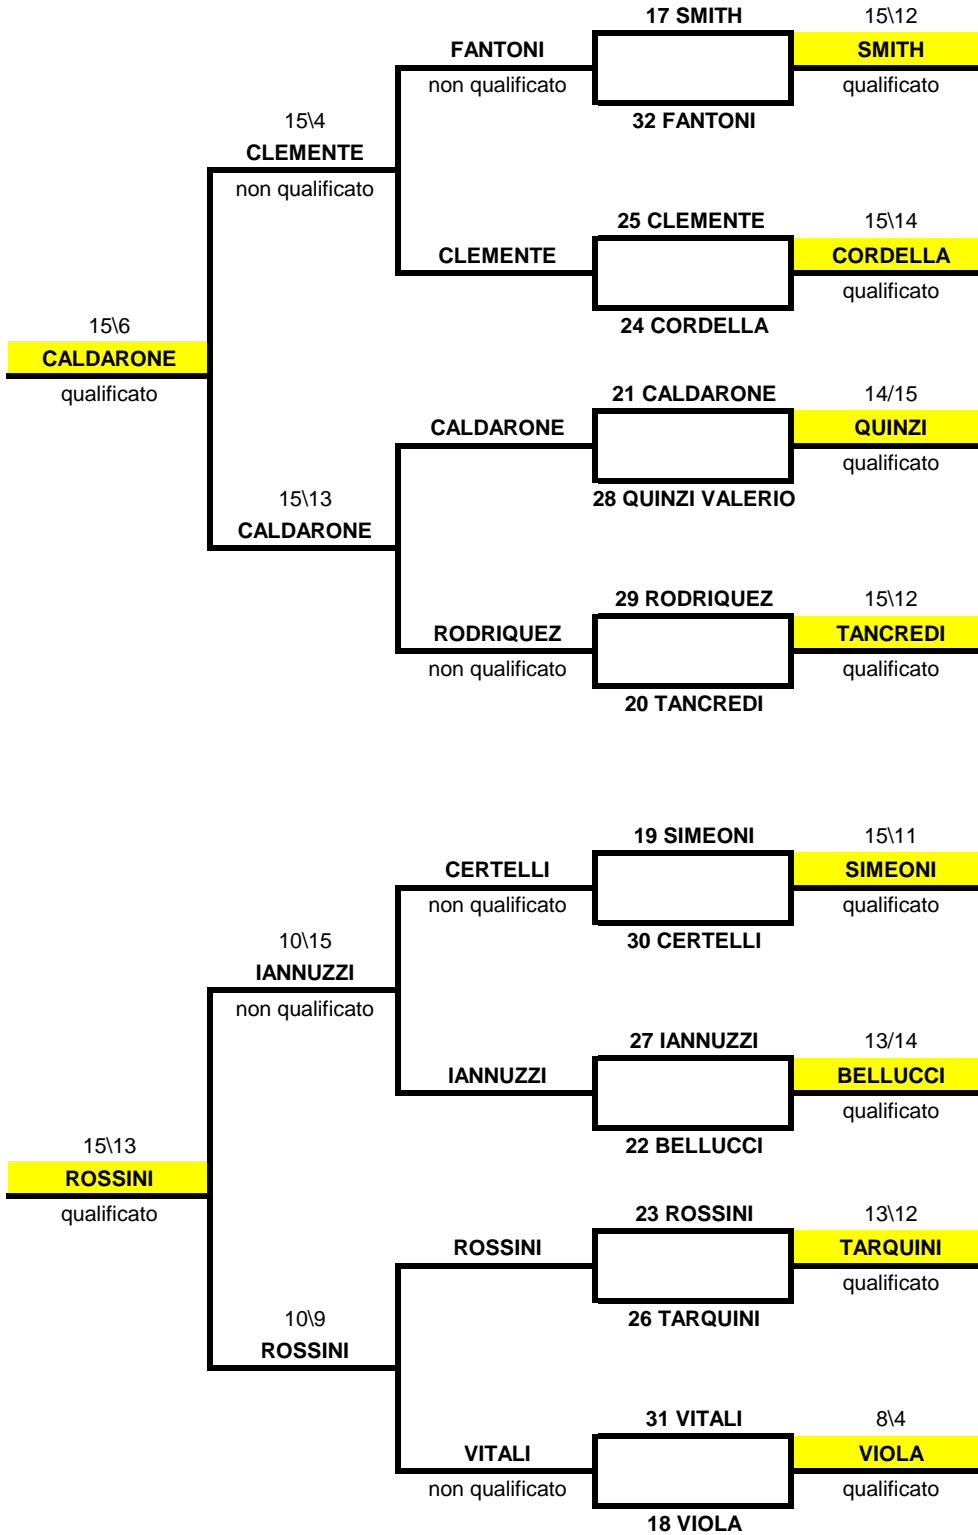 17 SMITH
15\12
FANTONI
SMITH
non qualificato
qualificato
15\4
32 FANTONI
CLEMENTE
non qualificato
25 CLEMENTE
15\14
CLEMENTE
CORDELLA
qualificato
15\6
24 CORDELLA
CALDARONE
qualificato
21 CALDARONE
14/15
CALDARONE
QUINZI
qualificato
15\13
28 QUINZI VALERIO
CALDARONE
29 RODRIQUEZ
15\12
RODRIQUEZ
TANCREDI
non qualificato
qualificato
20 TANCREDI
19 SIMEONI
15\11
CERTELLI
SIMEONI
non qualificato
qualificato
10\15
30 CERTELLI
IANNUZZI
non qualificato
27 IANNUZZI
13/14
IANNUZZI
BELLUCCI
qualificato
15\13
22 BELLUCCI
ROSSINI
qualificato
23 ROSSINI
13\12
ROSSINI
TARQUINI
qualificato
10\9
26 TARQUINI
ROSSINI
31 VITALI
8\4
VITALI
VIOLA
non qualificato
qualificato
18 VIOLA